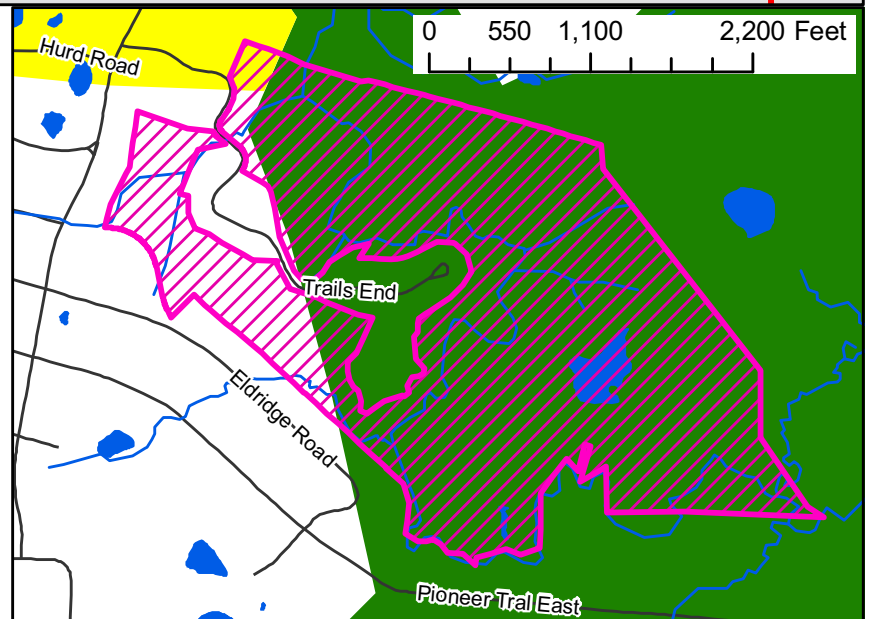 0 550 1,100 2,200 Feet
Hurd Road
Trails End
Eldridge Road
Pioneer Tral East